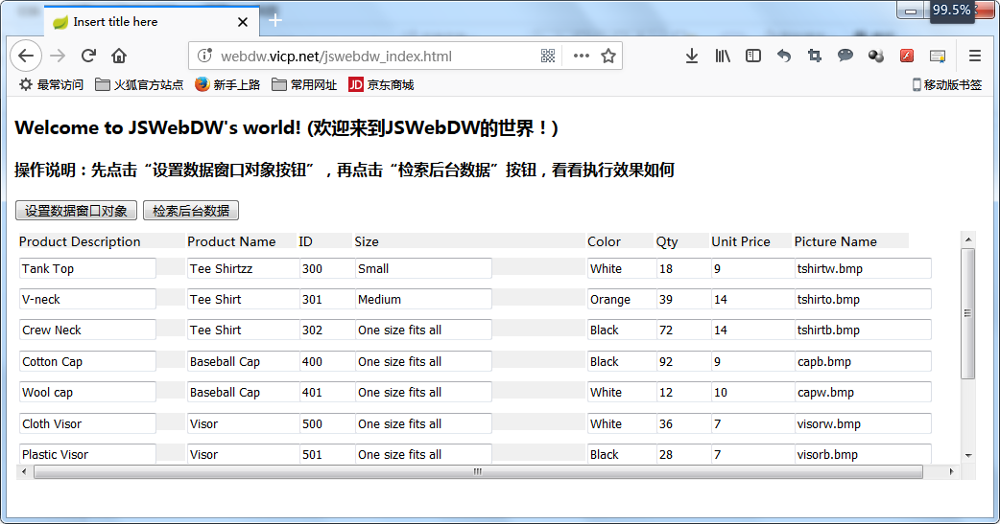 99.5%
Insert title here
webdw.vicp.net/jswebdw_index.html
最常访问 火狐官方站点 新手上路 常用网址 JD 京东商城 移动版书签
Welcome to JSWebDW's world! (欢迎来到JSWebDW的世界！)
操作说明：先点击“设置数据窗口对象按钮”，再点击“检索后台数据”按钮，看看执行效果如何
设置数据窗口对象 检索后台数据
Product Description Product Name ID Size Color Qty Unit Price Picture Name
Tank Top Tee Shirtzz 300 Small White 18 9 tshirtw.bmp
V-neck Tee Shirt 301 Medium Orange 39 14 tshirto.bmp
Crew Neck Tee Shirt 302 One size fits all Black 72 14 tshirtb.bmp
Cotton Cap Baseball Cap 400 One size fits all Black 92 9 capb.bmp
Wool cap Baseball Cap 401 One size fits all White 12 10 capw.bmp
Cloth Visor Visor 500 One size fits all White 36 7 visorw.bmp
Plastic Visor Visor 501 One size fits all Black 28 7 visorb.bmp